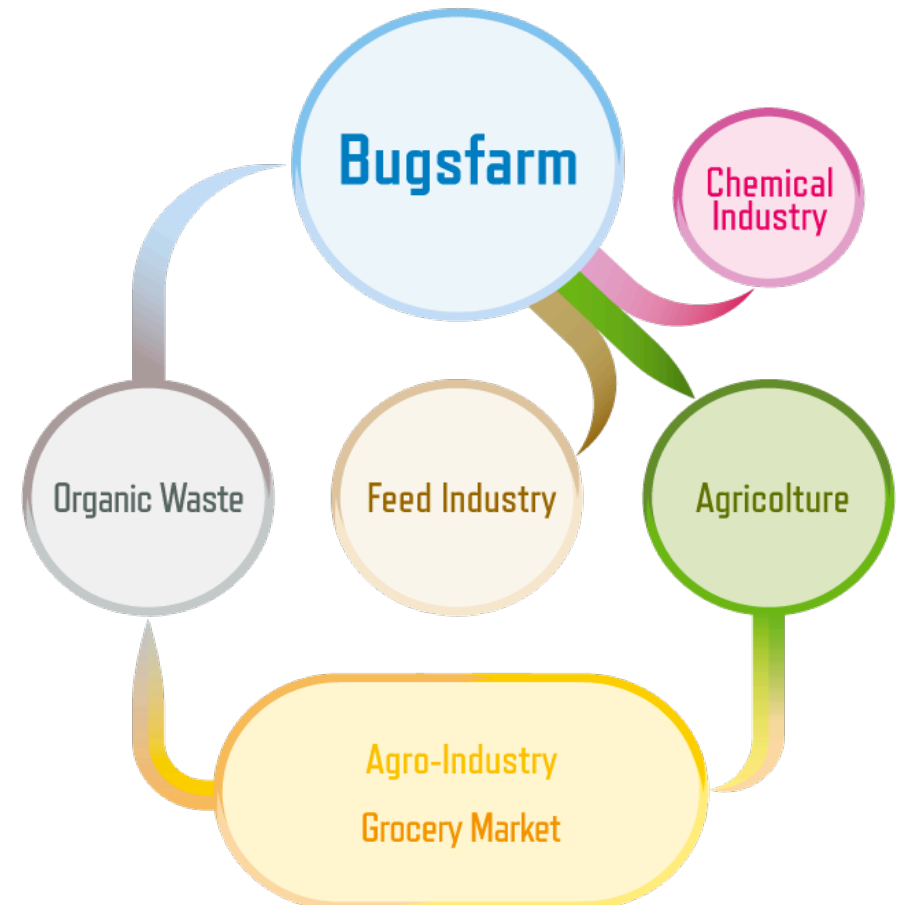 Bugsfarm
Chemical
Industry
Organic Waste
Feed Industry
Agricolture
Agro-Industry
Grocery Market